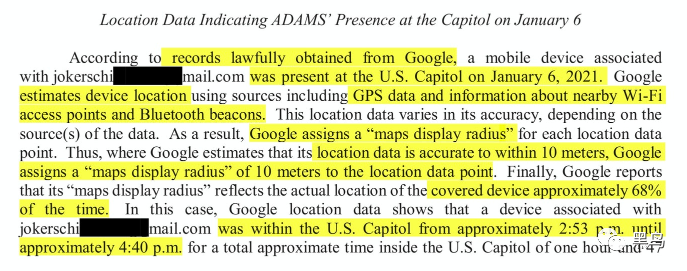 Location Data Indicating ADAMS' Presence at the Capitol on January 6
According to records lawfully obtained from Google, a mobile device associated
with jokerschi mail.com was present at the U.S. Capitol on January 6, 2021. Google
estimates device location using sources including GPS data and information about nearby Wi-Fi
access points and Bluetooth beacons. This location data varies in its accuracy, depending on the
source(s) of the data. As a result, Google assigns a "maps display radius" for each location data
point. Thus, where Google estimates that its location data is accurate to within 10 meters, Google
assigns a "maps display radius" of 10 meters to the location data point. Finally, Google reports
that its "maps display radius" reflects the actual location of the covered device approximately 68%
of the time. In this case, Google location data shows that a device associated with
jokerschi mail.com was within the U.S. Capitol from approximately 2:53 p.m. until
approximately 4:40 p.m. for a total approximate time inside the U.S. Capitol of one hour and 47
黑鸟